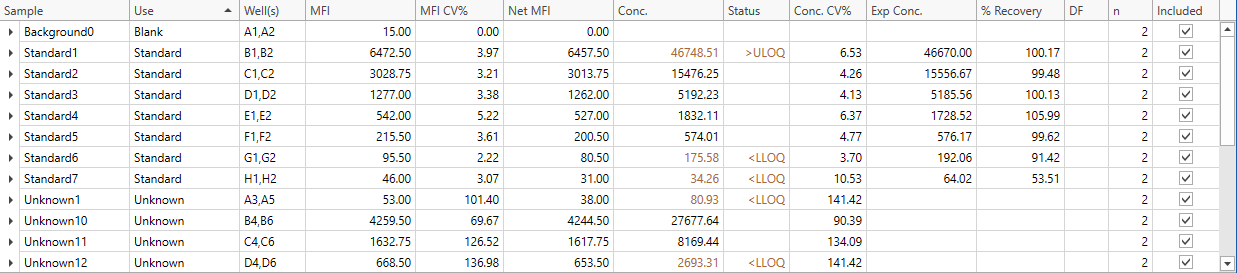 Sample Use Well(s) MFI MFI CV% Net MFI Conc. Status Conc. CV% Exp Conc. % Recovery DF n Included
Background0 Blank A1,A2 15.00 0.00 0.00 2
Standard1 Standard B1,B2 6472.50 3.97 6457.50 46748.51 >ULOQ 6.53 46670.00 100.17 2
Standard2 Standard C1,C2 3028.75 3.21 3013.75 15476.25 4.26 15556.67 99.48 2
Standard3 Standard D1,D2 1277.00 3.38 1262.00 5192.23 4.13 5185.56 100.13 2
Standard4 Standard E1,E2 542.00 5.22 527.00 1832.11 6.37 1728.52 105.99 2
Standard5 Standard F1,F2 215.50 3.61 200.50 574.01 4.77 576.17 99.62 2
Standard6 Standard G1,G2 95.50 2.22 80.50 175.58 <LLOQ 3.70 192.06 91.42 2
Standard7 Standard H1,H2 46.00 3.07 31.00 34.26 <LLOQ 10.53 64.02 53.51 2
Unknown1 Unknown A3,A5 53.00 101.40 38.00 80.93 <LLOQ 141.42 2
Unknown10 Unknown B4,B6 4259.50 69.67 4244.50 27677.64 90.39 2
Unknown11 Unknown C4,C6 1632.75 126.52 1617.75 8169.44 134.09 2
Unknown12 Unknown D4,D6 668.50 136.98 653.50 2693.31 <LLOQ 141.42 2